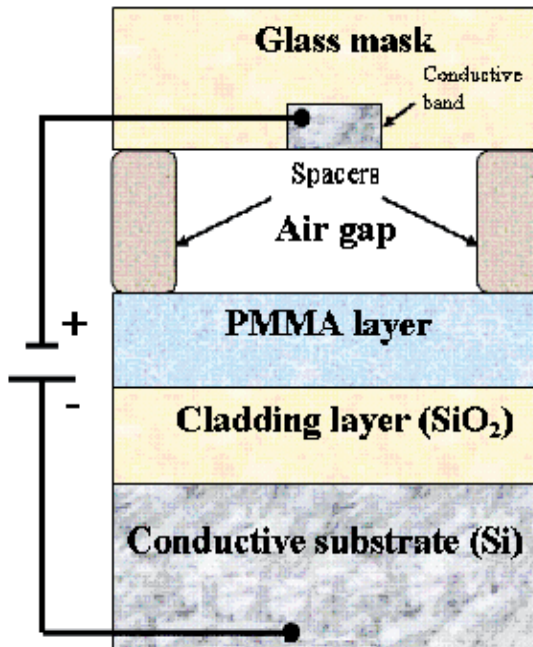 Glass mask
Conductive
band
Spacers
Air gap
+
PMMA layer
-
Cladding layer (SiO₂)
Conductive substrate (Si)